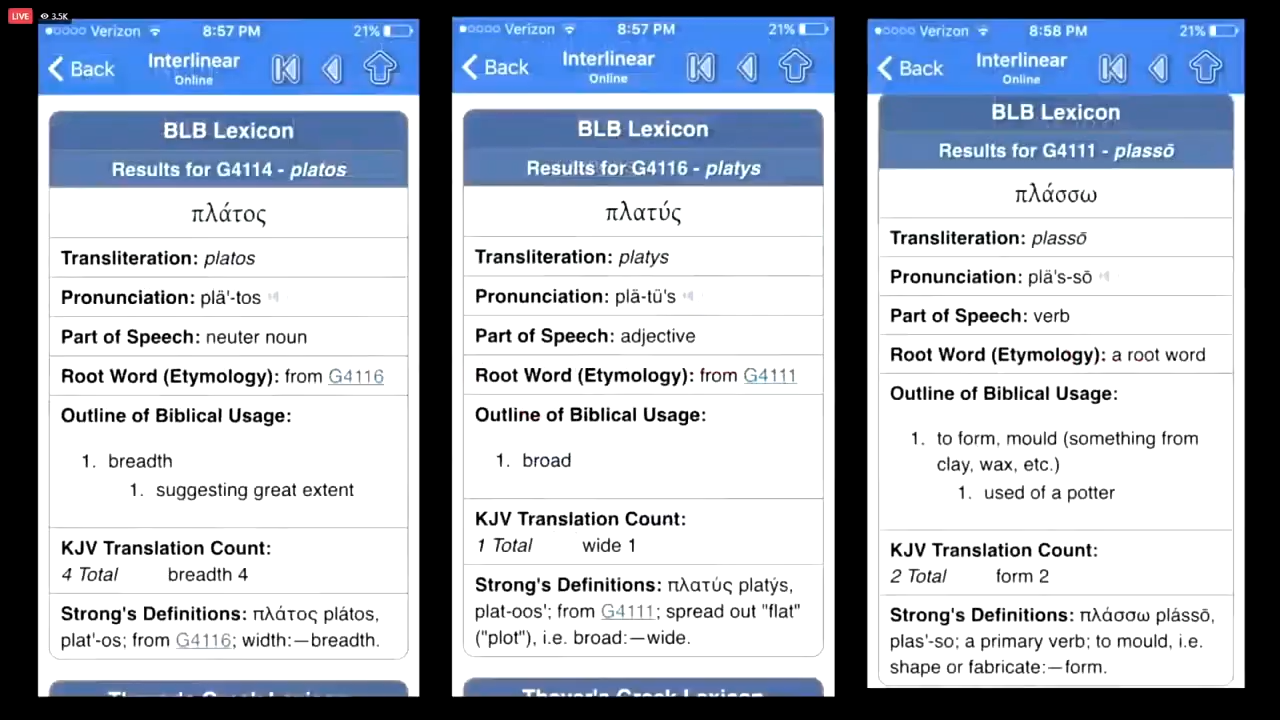 LIVE 3.5K
Verizon 8:57 PM 21%
Back Interlinear
Online
BLB Lexicon
Results for G4114 - platos
πλάτος
Transliteration: platos
Pronunciation: plä'-tos
Part of Speech: neuter noun
Root Word (Etymology): from G4116
Outline of Biblical Usage:
1. breadth
1. suggesting great extent
KJV Translation Count:
4 Total breadth 4
Strong's Definitions: πλάτος plátos,
plat'-os; from G4116; width:—breadth.
Verizon 8:57 PM 21%
Back Interlinear
Online
BLB Lexicon
Results for G4116 - platys
πλατύς
Transliteration: platys
Pronunciation: plä-tü's
Part of Speech: adjective
Root Word (Etymology): from G4111
Outline of Biblical Usage:
1. broad
KJV Translation Count:
1 Total wide 1
Strong's Definitions: πλατύς platýs,
plat-oos'; from G4111; spread out "flat"
("plot"), i.e. broad:—wide.
Thayer's Greek Lexicon
Verizon 8:58 PM 21%
Back Interlinear
Online
BLB Lexicon
Results for G4111 - plassō
πλάσσω
Transliteration: plassō
Pronunciation: plä's-sō
Part of Speech: verb
Root Word (Etymology): a root word
Outline of Biblical Usage:
1. to form, mould (something from
clay, wax, etc.)
1. used of a potter
KJV Translation Count:
2 Total form 2
Strong's Definitions: πλάσσω plássō,
plas'-so; a primary verb; to mould, i.e.
shape or fabricate:—form.